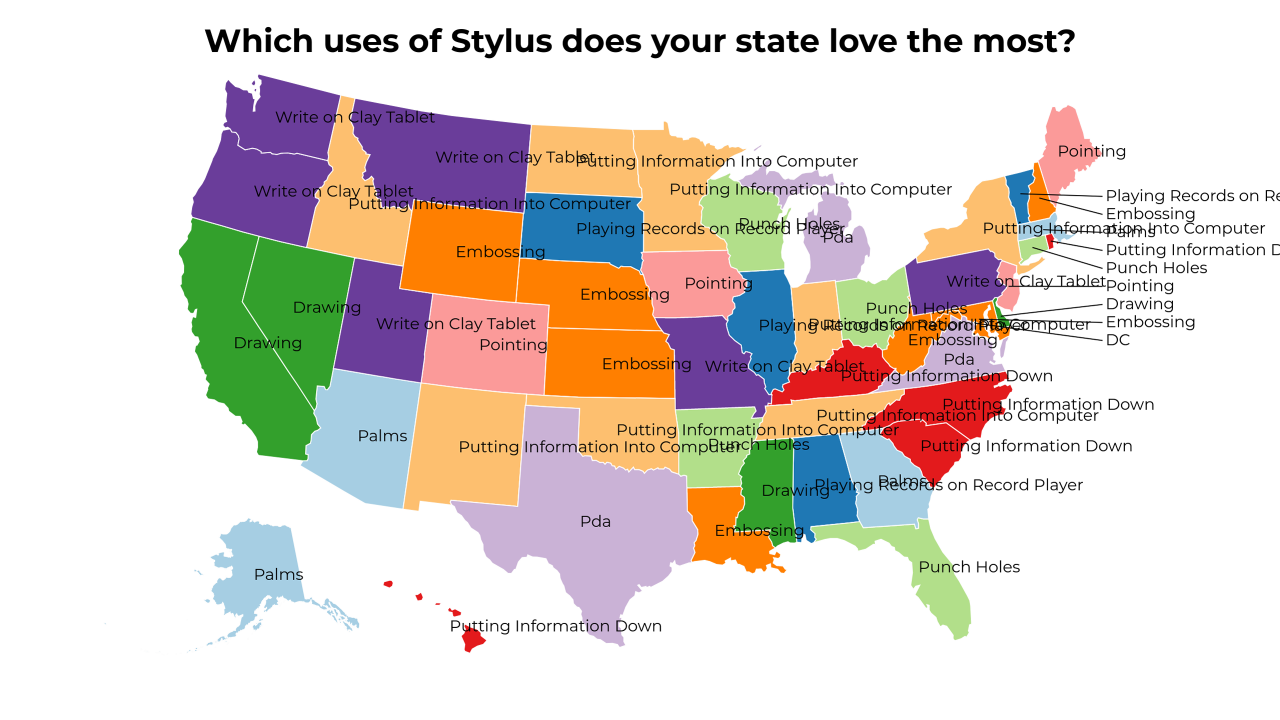 Which uses of Stylus does your state love the most?
Write on Clay Tablet
Pointing
Write on Clay Tablet
Putting Information Into Computer
Putting Information Into Computer
Write on Clay Tablet
Playing Records on Re
Putting Information Into Computer
Embossing
Punch Holes
Playing Records on Record Player
Putting Information Into Computer
Palms
Pda
Embossing
Putting Information D
Punch Holes
Write on Clay Tablet
Pointing
Pointing
Embossing
Drawing
Drawing
Punch Holes
Write on Clay Tablet
Playing Records on Record Player
Putting Information Into Computer
Embossing
Drawing
Pointing
Embossing
DC
Pda
Embossing
Write on Clay Tablet
Putting Information Down
Putting Information Down
Palms
Putting Information Into Computer
Putting Information Into Computer
Putting Information Into Computer
Punch Holes
Putting Information Down
Drawing
Playing Records on Record Player
Palms
Pda
Embossing
Palms
Punch Holes
Putting Information Down